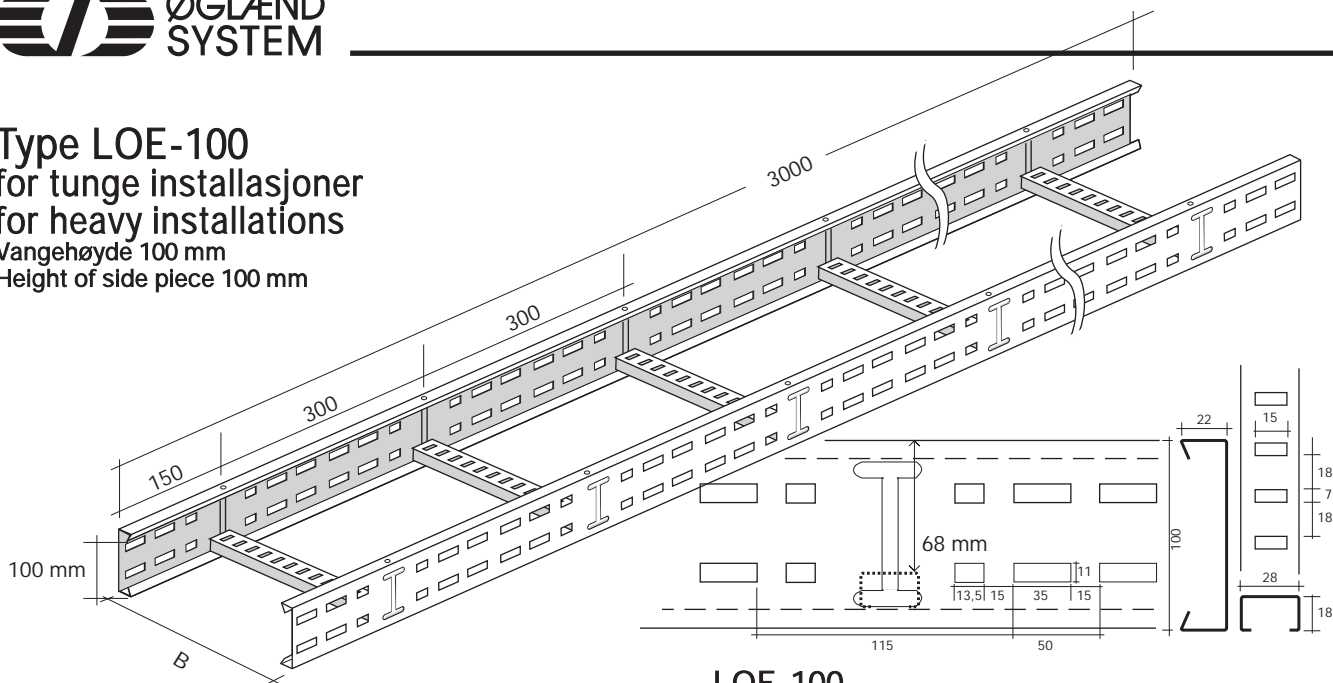 ØGLÆND
SYSTEM
Type LOE-100
for tunge installasjoner
for heavy installations
Vangehøyde 100 mm
Height of side piece 100 mm
3000
300
300
150
100 mm
B
68 mm
11
13,5
15
35
15
115
50
100
22
15
18
7
18
28
18
LOE-100